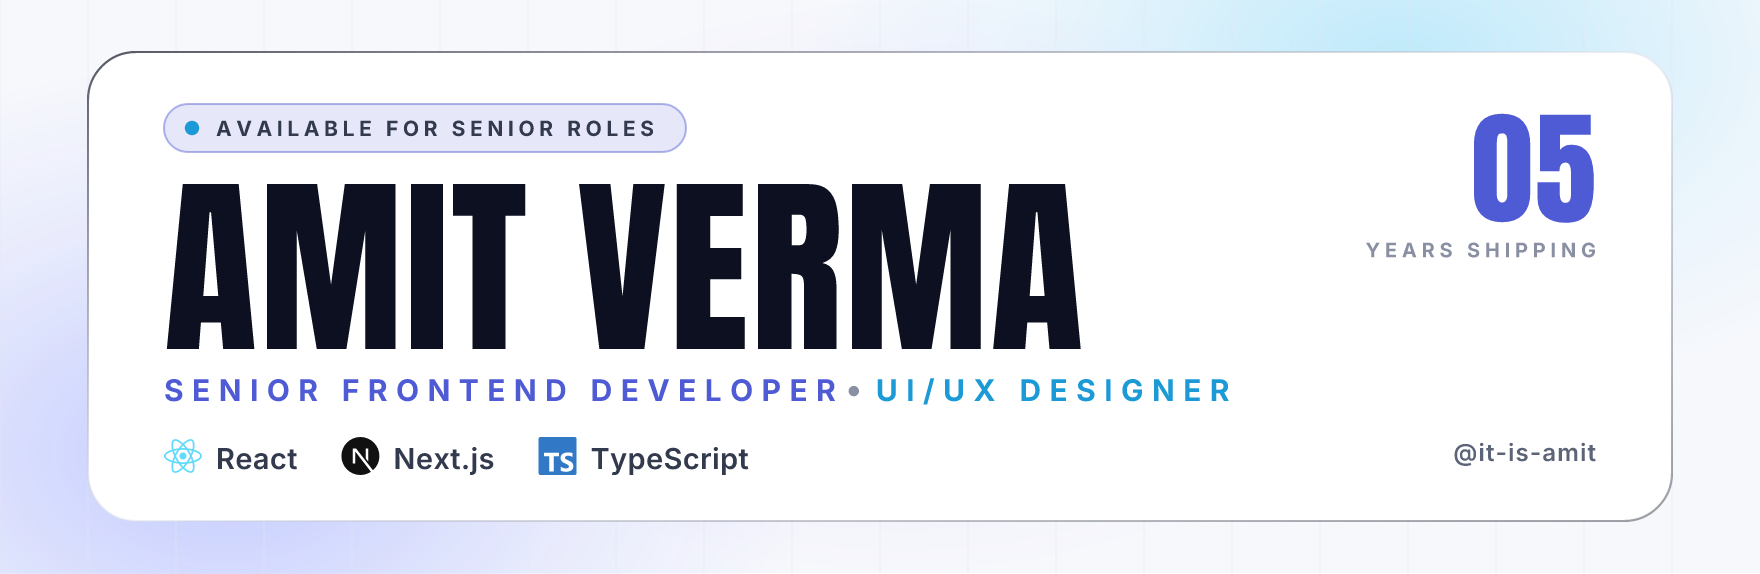 AVAILABLE FOR SENIOR ROLES
AMIT VERMA
SENIOR FRONTEND DEVELOPER • UI/UX DESIGNER
React Next.js TS TypeScript
05
YEARS SHIPPING
@it-is-amit